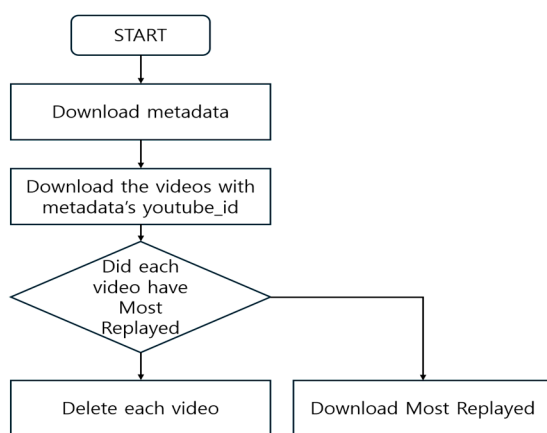 START
Download metadata
Download the videos with
metadata's youtube_id
Did each
video have
Most
Replayed
Delete each video
Download Most Replayed